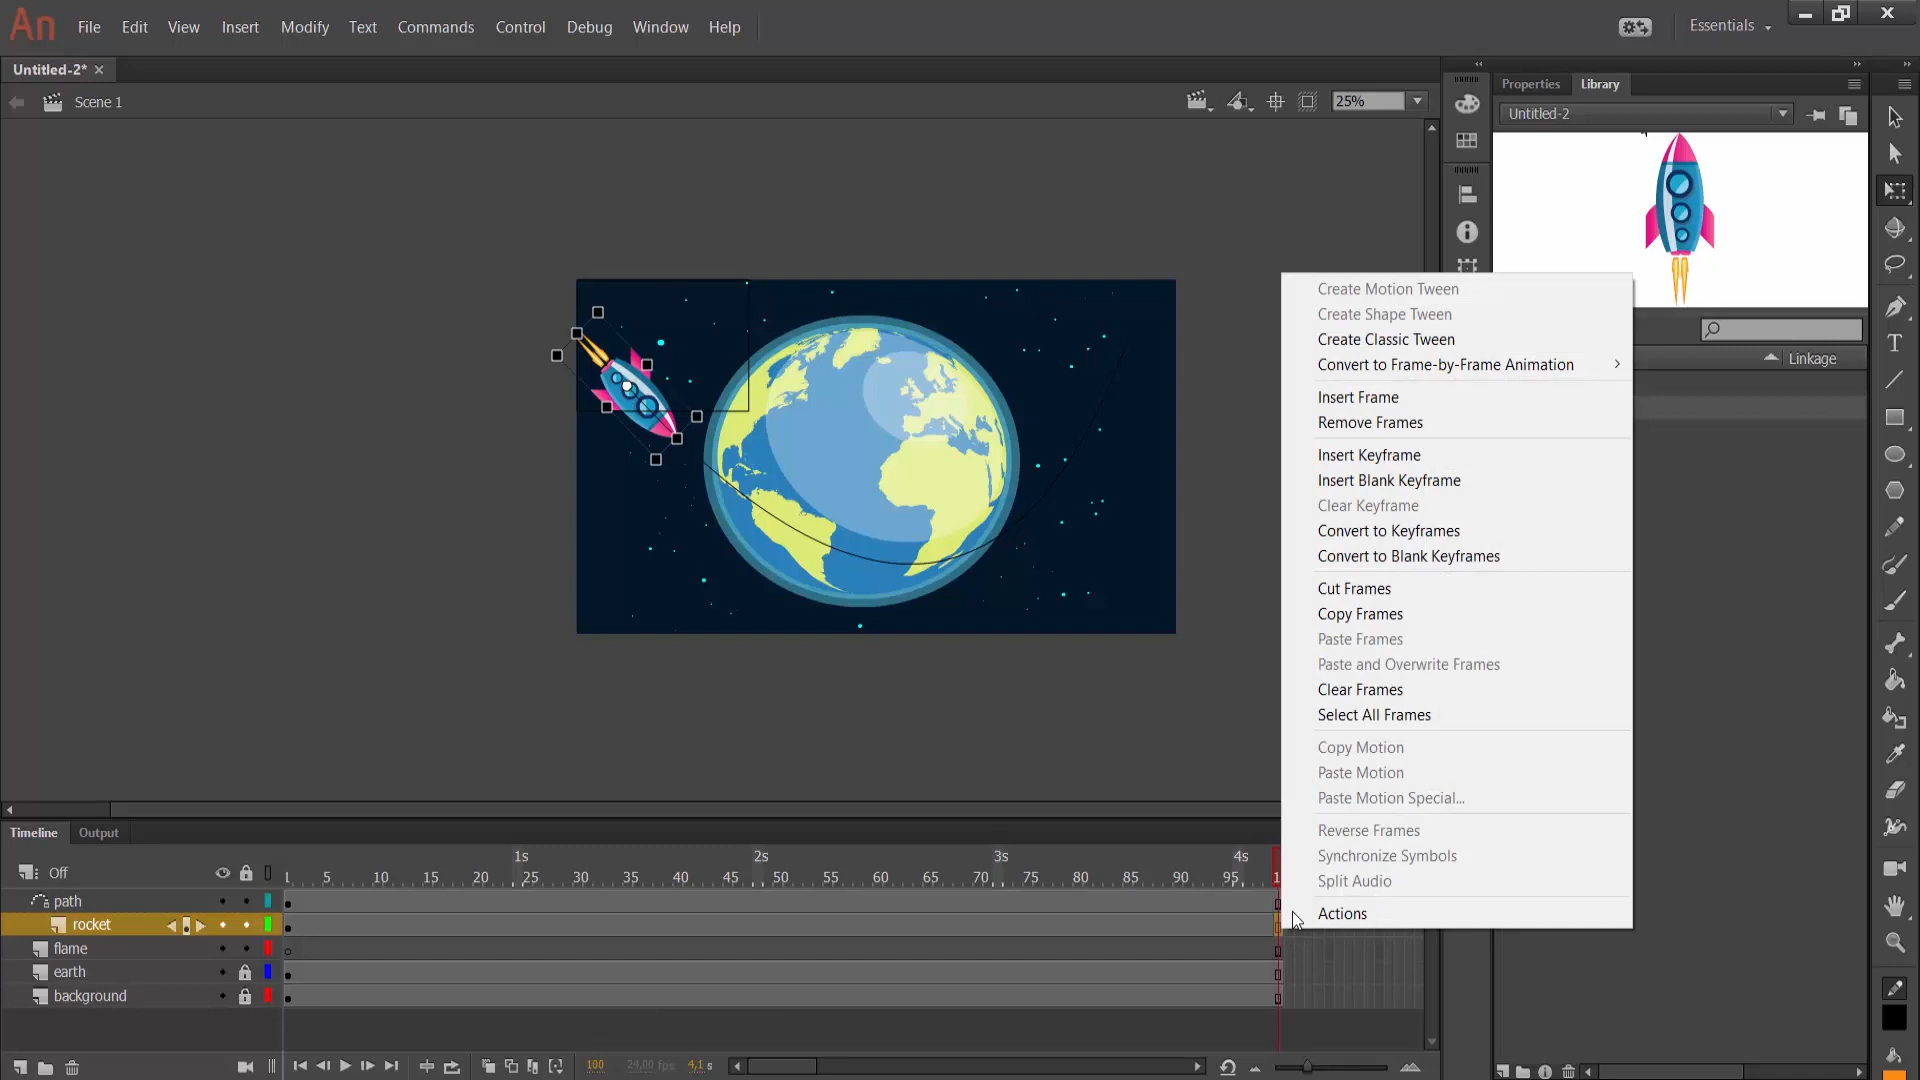 An File Edit View Insert Modify Text Commands Control Debug Window Help Essentials
Untitled-2*
Scene 1
25%
Properties Library
Untitled-2
Linkage
Create Motion Tween
Create Shape Tween
Create Classic Tween
Convert to Frame-by-Frame Animation
Insert Frame
Remove Frames
Insert Keyframe
Insert Blank Keyframe
Clear Keyframe
Convert to Keyframes
Convert to Blank Keyframes
Cut Frames
Copy Frames
Paste Frames
Paste and Overwrite Frames
Clear Frames
Select All Frames
Copy Motion
Paste Motion
Paste Motion Special...
Reverse Frames
Synchronize Symbols
Split Audio
Actions
Timeline Output
1s 2s 3s 4s
Off
1 5 10 15 20 25 30 35 40 45 50 55 60 65 70 75 80 85 90 95 1
path
rocket
flame
earth
background
100 24,00 fps 4,1 s